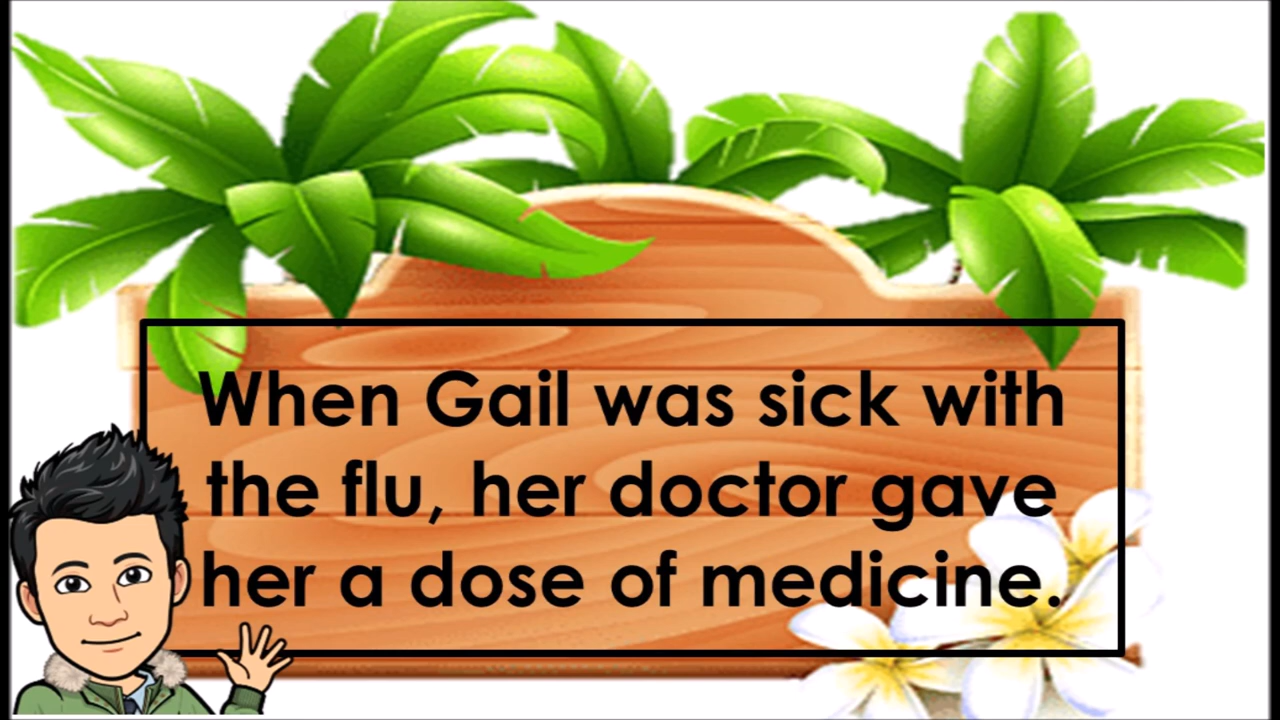 When Gail was sick with
the flu, her doctor gave
her a dose of medicine.